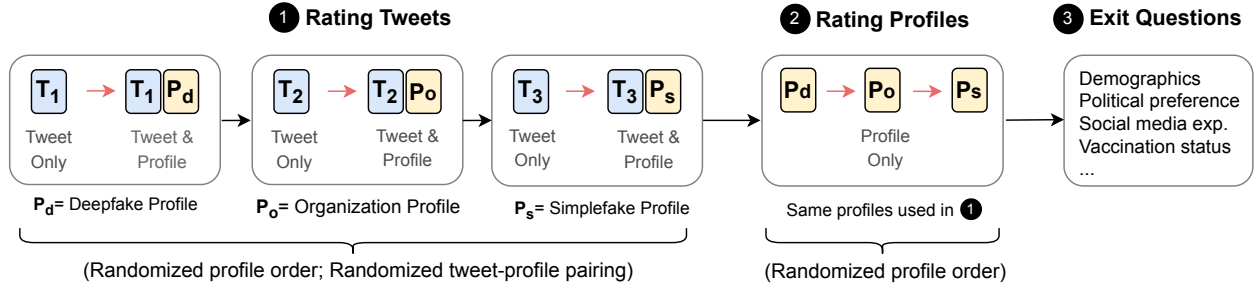 1 Rating Tweets
2 Rating Profiles
3 Exit Questions
T1 T1 Pd
Tweet Only
Tweet & Profile
T2 T2 Po
Tweet Only
Tweet & Profile
T3 T3 Ps
Tweet Only
Tweet & Profile
Pd Po Ps
Profile Only
Demographics
Political preference
Social media exp.
Vaccination status
...
Pd= Deepfake Profile
Po= Organization Profile
Ps= Simplefake Profile
Same profiles used in 1
(Randomized profile order; Randomized tweet-profile pairing)
(Randomized profile order)